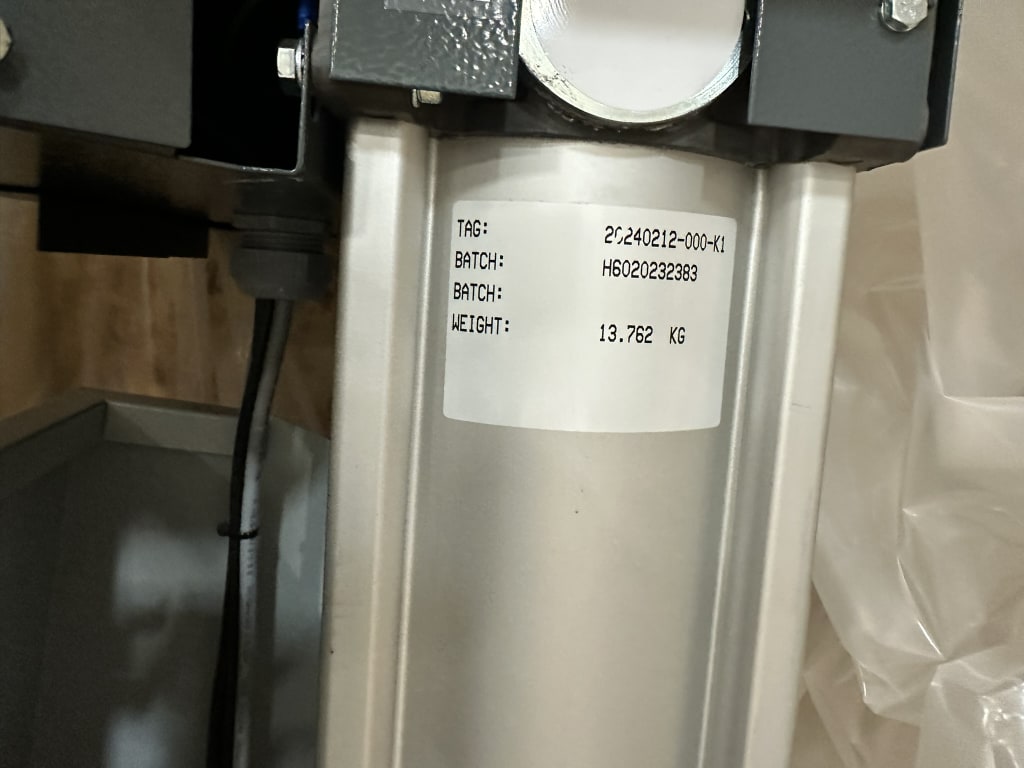 TAG: 20240212-000-K1
BATCH: H6020232383
BATCH:
WEIGHT: 13.762 KG